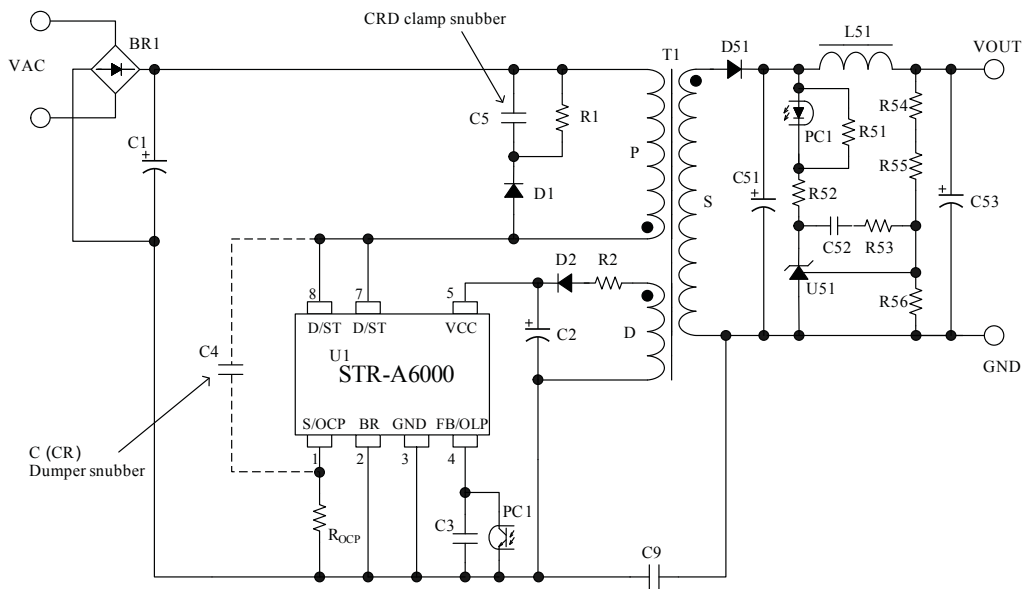 CRD clamp snubber
BR1
VAC
C1
C5
R1
D1
T1
P
S
D51
L51
VOUT
PC1
R51
R54
R55
C51
R52
C53
C52
R53
U51
R56
GND
D2
R2
C2
D
8
7
5
D/ST
D/ST
VCC
U1
STR-A6000
S/OCP
BR
GND
FB/OLP
1
2
3
4
C4
C (CR)
Dumper snubber
ROCP
C3
PC1
C9